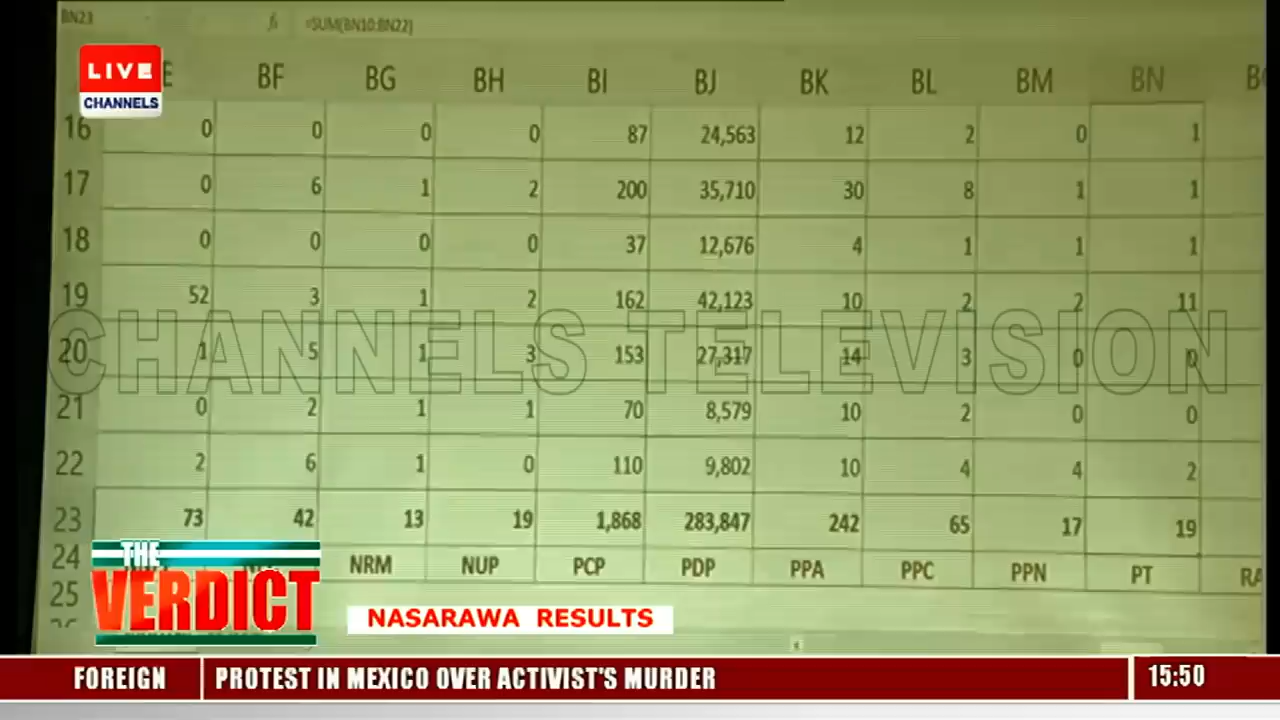 BN23 fx =SUM(BN10:BN22)
LIVE
CHANNELS
E BF BG BH BI BJ BK BL BM BN
16 0 0 0 0 87 24,563 12 2 0 1
17 0 6 1 2 200 35,710 30 8 1 1
18 0 0 0 0 37 12,676 4 1 1 1
19 52 3 1 2 162 42,123 10 2 2 11
CHANNELS TELEVISION
20 1 5 1 3 153 27,317 14 3 0 0
21 0 2 1 1 70 8,579 10 2 0 0
22 2 6 1 0 110 9,802 10 4 4 2
23 73 42 13 19 1,868 283,847 242 65 17 19
24 NRM NUP PCP PDP PPA PPC PPN PT RA
25
THE
VERDICT
NASARAWA RESULTS
FOREIGN PROTEST IN MEXICO OVER ACTIVIST'S MURDER 15:50